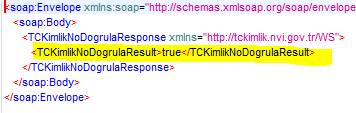 <soap:Envelope xmlns:soap="http://schemas.xmlsoap.org/soap/envelope
<soap:Body>
<TCKimlikNoDogrulaResponse xmlns="http://tckimlik.nvi.gov.tr/WS">
<TCKimlikNoDogrulaResult>true</TCKimlikNoDogrulaResult>
</TCKimlikNoDogrulaResponse>
</soap:Body>
</soap:Envelope>